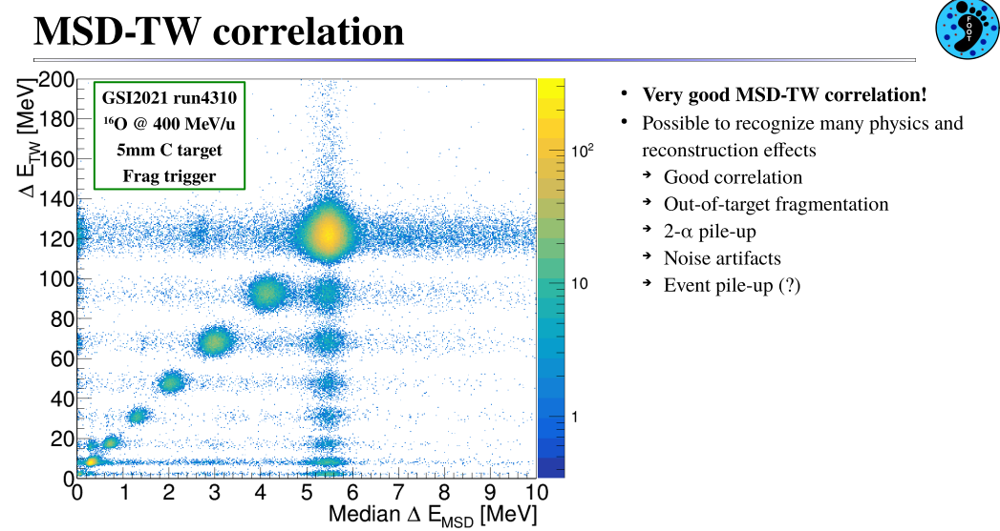 MSD-TW correlation
FOOT
GSI2021 run4310
¹⁶O @ 400 MeV/u
5mm C target
Frag trigger
Δ E_TW [MeV]
200
180
160
140
120
100
80
60
40
20
0
0 1 2 3 4 5 6 7 8 9 10
Median Δ E_MSD [MeV]
10²
10
1
• Very good MSD-TW correlation!
• Possible to recognize many physics and
reconstruction effects
➔ Good correlation
➔ Out-of-target fragmentation
➔ 2-α pile-up
➔ Noise artifacts
➔ Event pile-up (?)